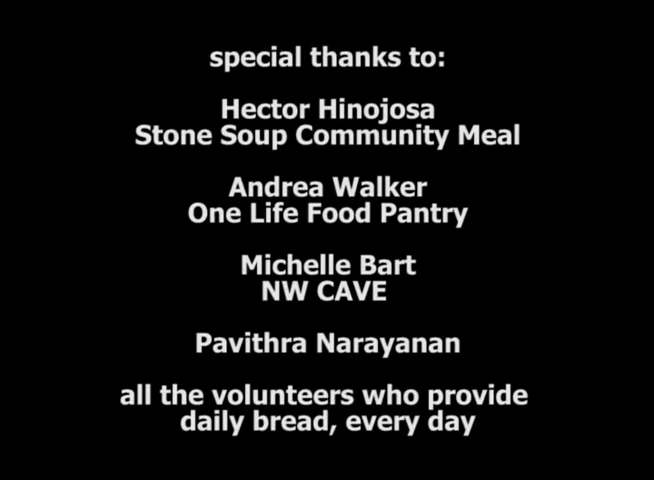 special thanks to:
Hector Hinojosa
Stone Soup Community Meal
Andrea Walker
One Life Food Pantry
Michelle Bart
NW CAVE
Pavithra Narayanan
all the volunteers who provide
daily bread, every day